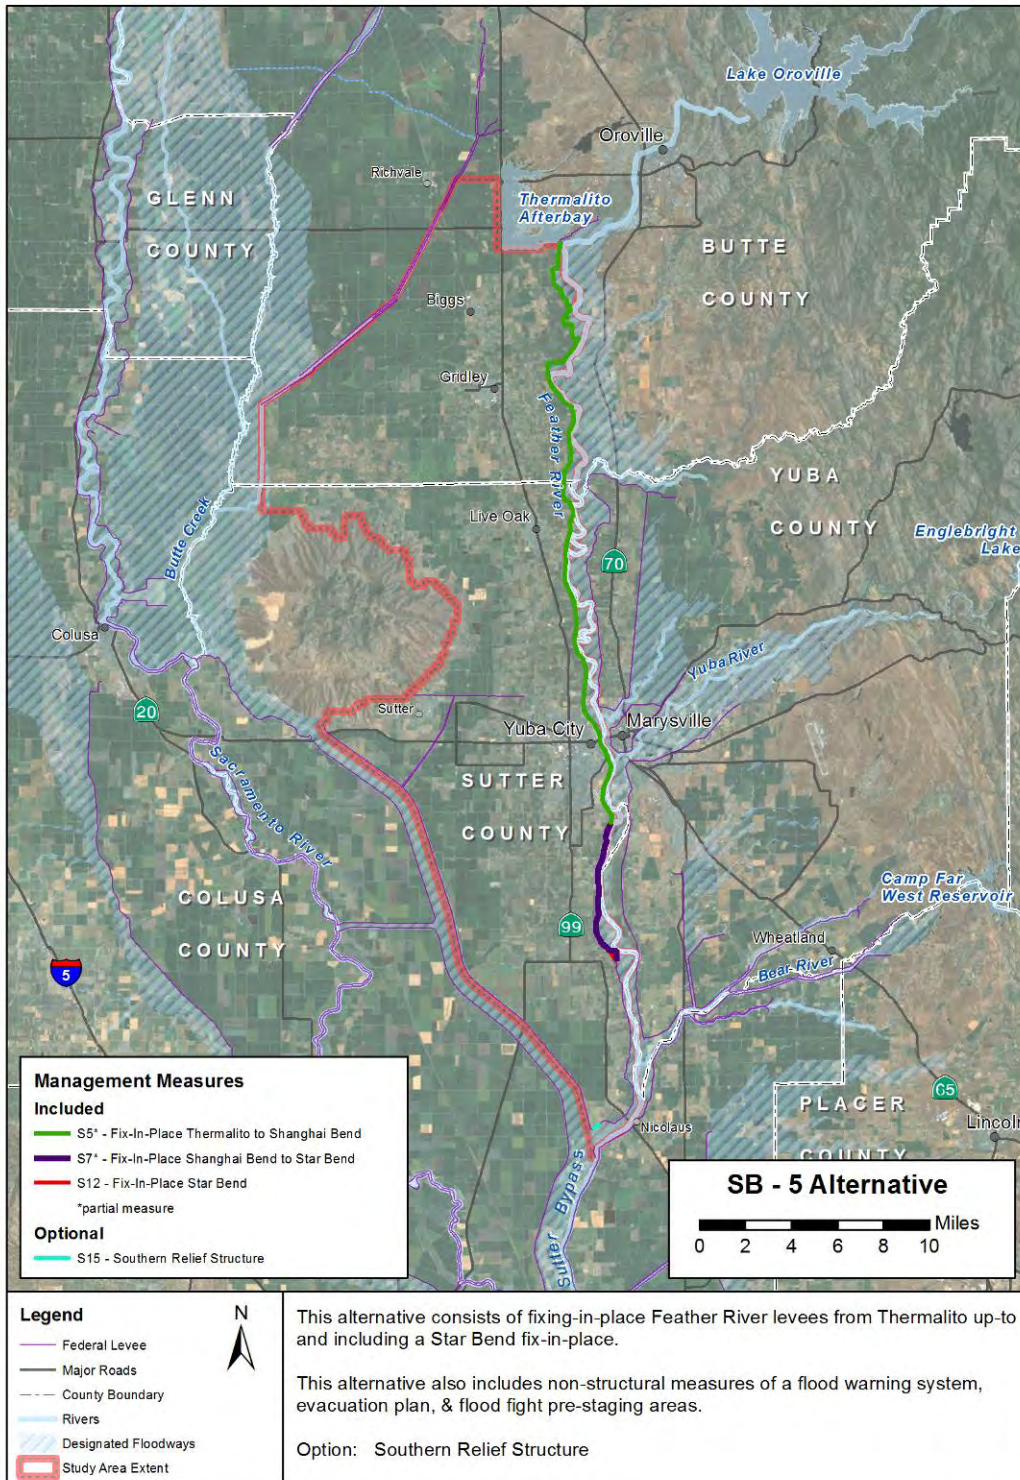 Lake Oroville
Oroville
Richvale
Thermalito
Afterbay
GLENN
COUNTY
BUTTE
COUNTY
Biggs
Gridley
Feather River
YUBA
COUNTY
Live Oak
Englebright
Lake
Butte Creek
70
Colusa
Yuba River
20
Sutter
Yuba City
Marysville
Sacramento River
SUTTER
COUNTY
COLUSA
COUNTY
Camp Far
West Reservoir
99
Wheatland
Bear River
5
65
PLACER
COUNTY
Lincoln
Nicolaus
Sutter Bypass
Management Measures
Included
S5* - Fix-In-Place Thermalito to Shanghai Bend
S7* - Fix-In-Place Shanghai Bend to Star Bend
S12 - Fix-In-Place Star Bend
*partial measure
Optional
S15 - Southern Relief Structure
SB - 5 Alternative
Miles
0 2 4 6 8 10
Legend
N
Federal Levee
Major Roads
County Boundary
Rivers
Designated Floodways
Study Area Extent
This alternative consists of fixing-in-place Feather River levees from Thermalito up-to
and including a Star Bend fix-in-place.
This alternative also includes non-structural measures of a flood warning system,
evacuation plan, & flood fight pre-staging areas.
Option: Southern Relief Structure